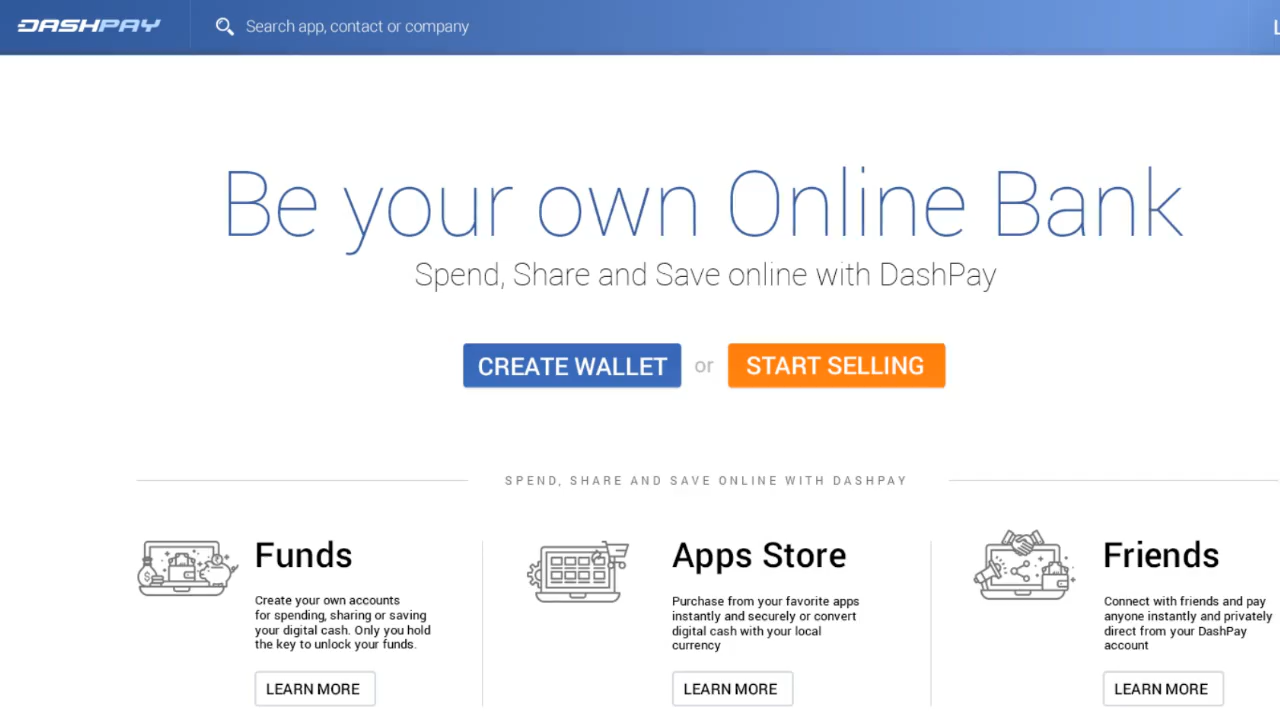 DASHPAY
Search app, contact or company
Be your own Online Bank
Spend, Share and Save online with DashPay
CREATE WALLET or START SELLING
SPEND, SHARE AND SAVE ONLINE WITH DASHPAY
Funds
Create your own accounts
for spending, sharing or saving
your digital cash. Only you hold
the key to unlock your funds.
LEARN MORE
Apps Store
Purchase from your favorite apps
instantly and securely or convert
digital cash with your local
currency
LEARN MORE
Friends
Connect with friends and pay
anyone instantly and privately
direct from your DashPay
account
LEARN MORE